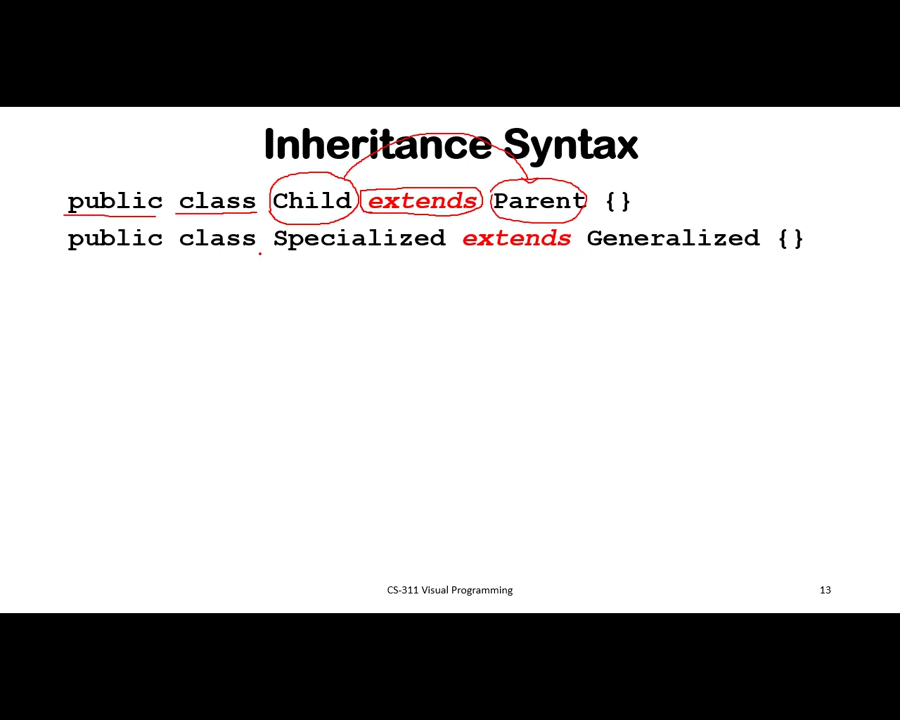 Inheritance Syntax
public class Child extends Parent {}
public class Specialized extends Generalized {}
CS-311 Visual Programming
13